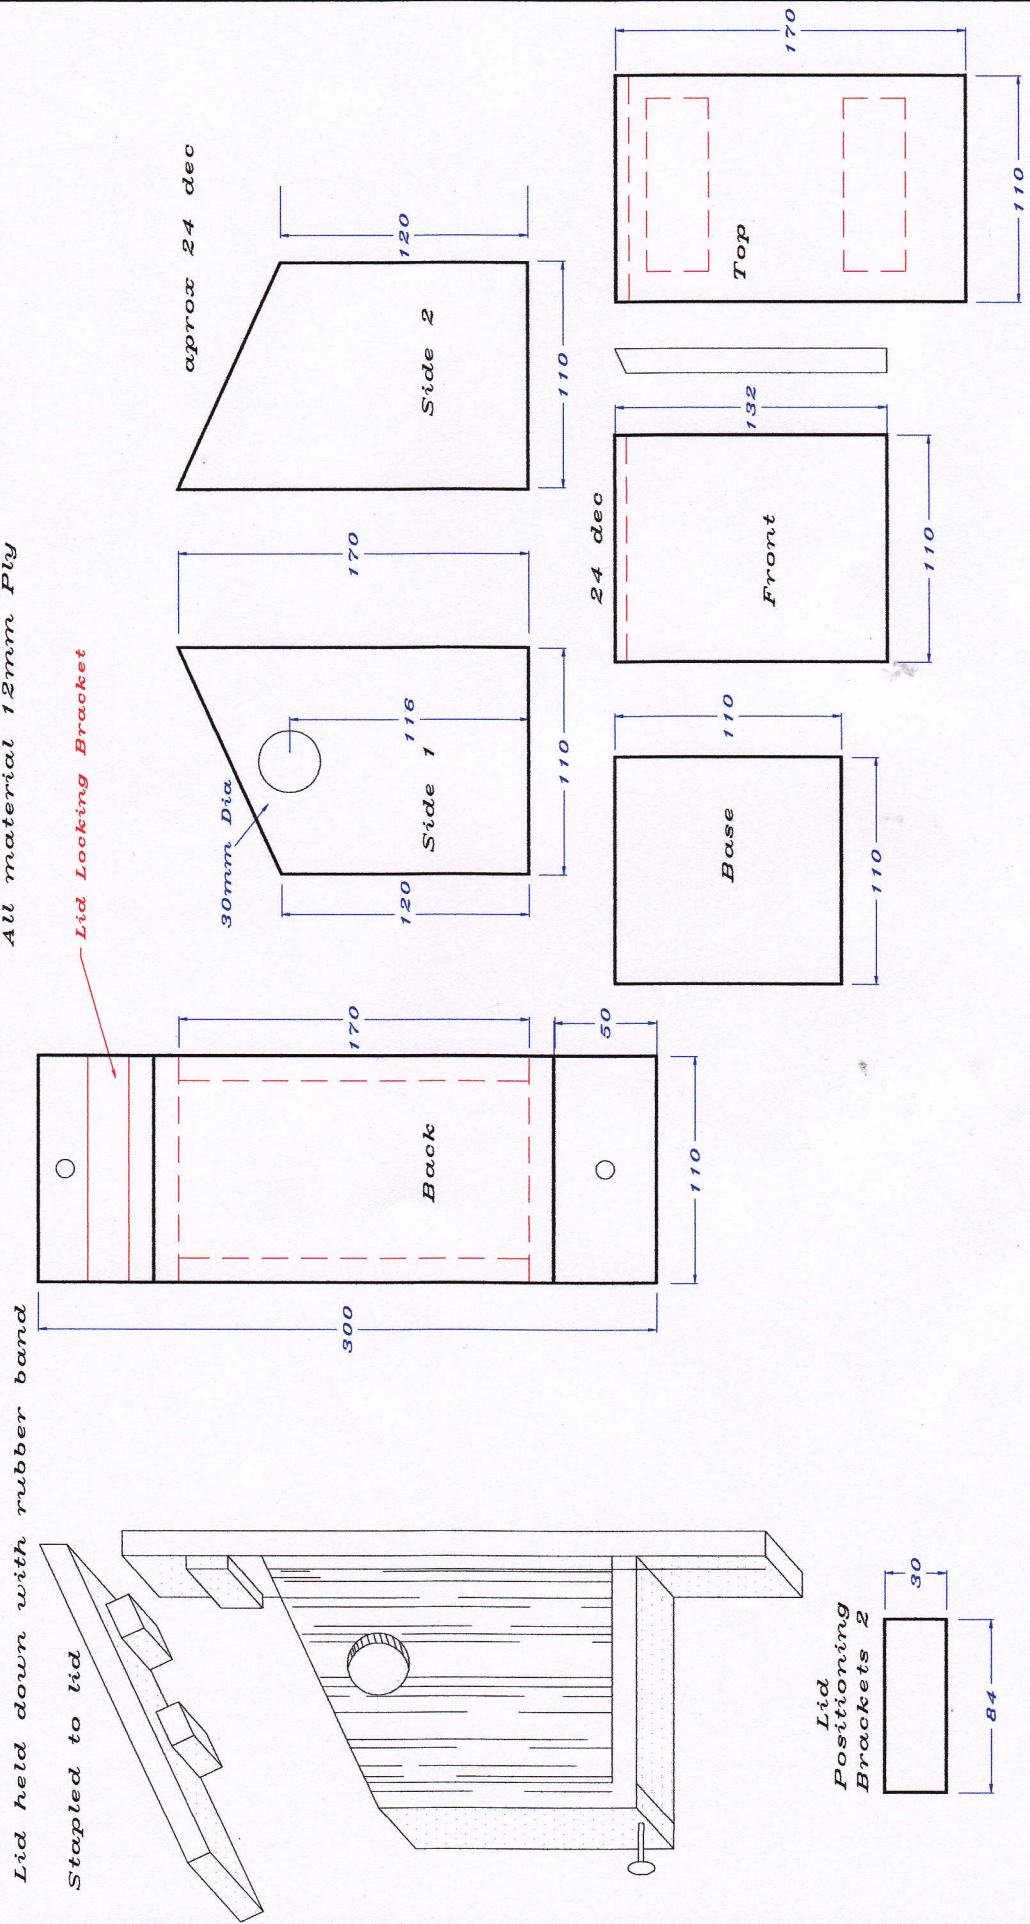 All material 12mm Ply
Lid held down with rubber band
Stapled to lid
Lid Locking Bracket
aprox 24 dec
30mm Dia
170
120
116
Side 1
110
120
Side 2
110
300
170
50
Back
110
Base
110
110
24 dec
Front
132
110
Top
170
110
Lid
Positioning
Brackets 2
30
84